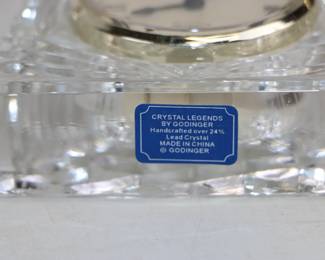 CRYSTAL LEGENDS
BY GODINGER
Handcrafted over 24%
Lead Crystal
MADE IN CHINA
© GODINGER